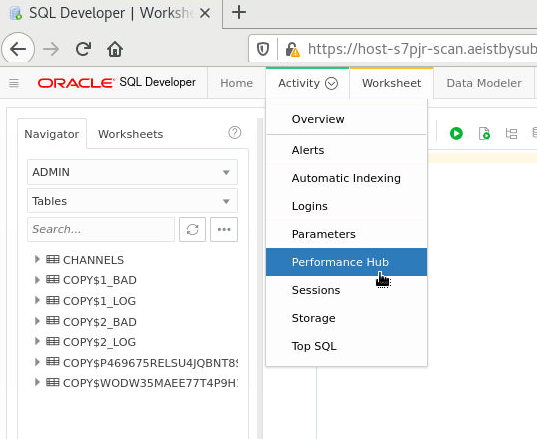 SQL Developer | Workshe
https://host-s7pjr-scan.aeistbysub
ORACLE SQL Developer Home Activity Worksheet Data Modeler
Navigator Worksheets
ADMIN
Tables
Search...
CHANNELS
COPY$1_BAD
COPY$1_LOG
COPY$2_BAD
COPY$2_LOG
COPY$P469675RELSU4JQBNT8
COPY$WODW35MAEE77T4P9H
Overview
Alerts
Automatic Indexing
Logins
Parameters
Performance Hub
Sessions
Storage
Top SQL